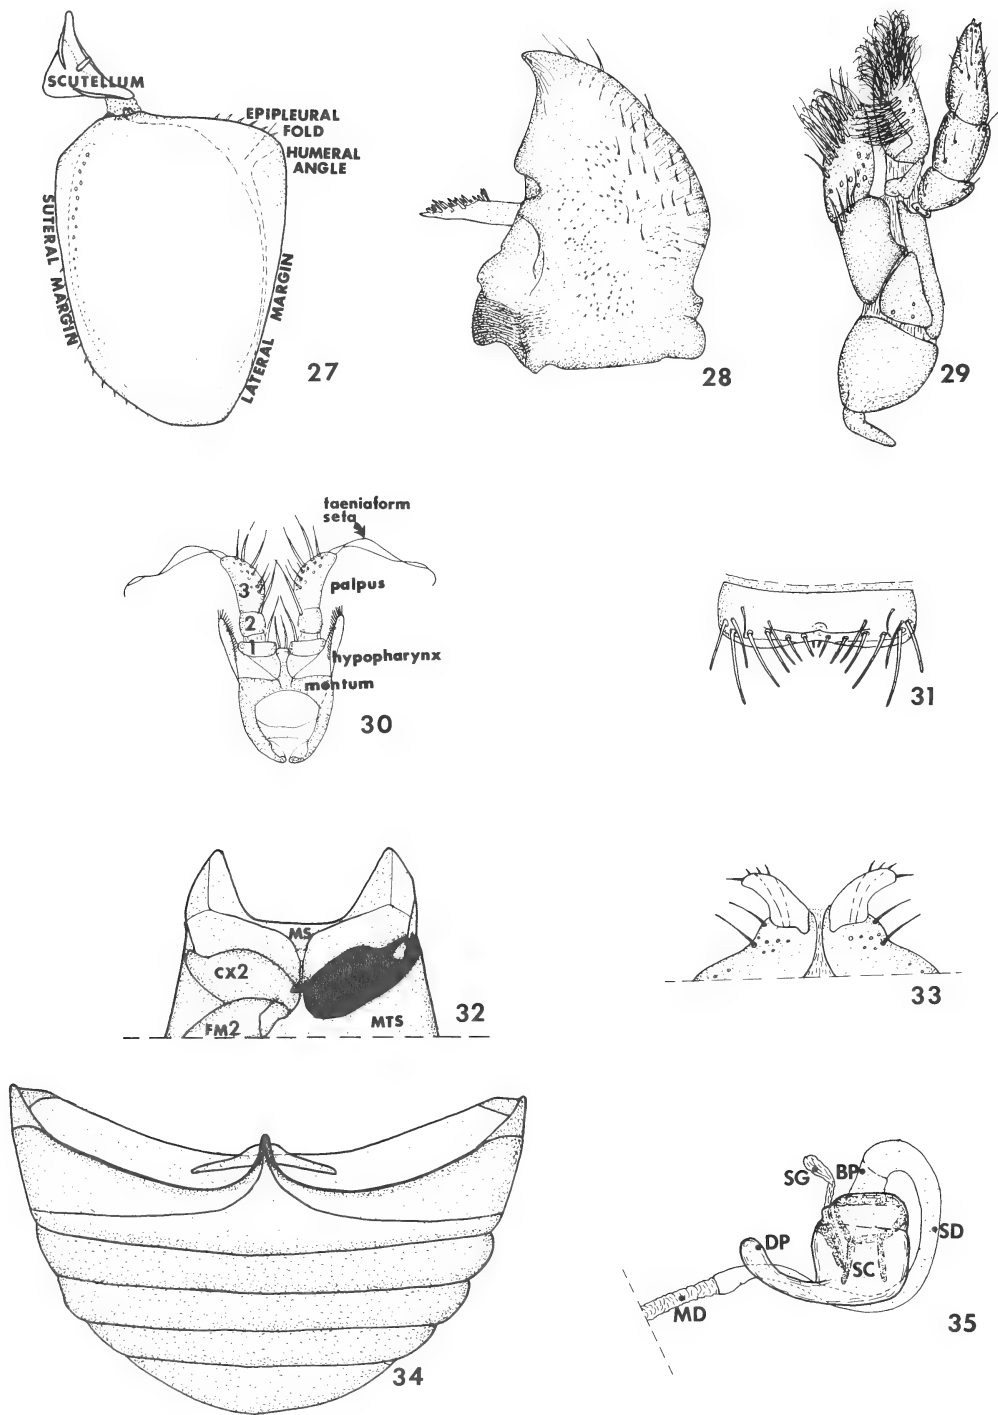 SCUTELLUM
EPIPLEURAL
FOLD
HUMERAL
ANGLE
SUTERAL MARGIN
LATERAL MARGIN
27
28
29
taeniaform
seta
3
palpus
2
1
hypopharynx
mentum
30
31
MS
CX2
FM2
MTS
32
33
34
SG
BP
SD
DP
SC
MD
35